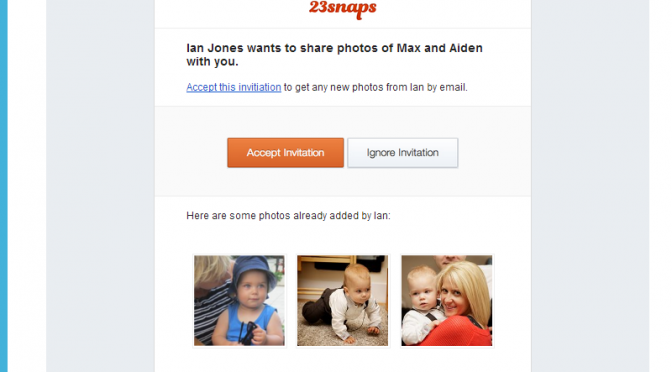 23snaps
Ian Jones wants to share photos of Max and Aiden
with you.
Accept this invitiation to get any new photos from Ian by email.
Accept Invitation
Ignore Invitation
Here are some photos already added by Ian: